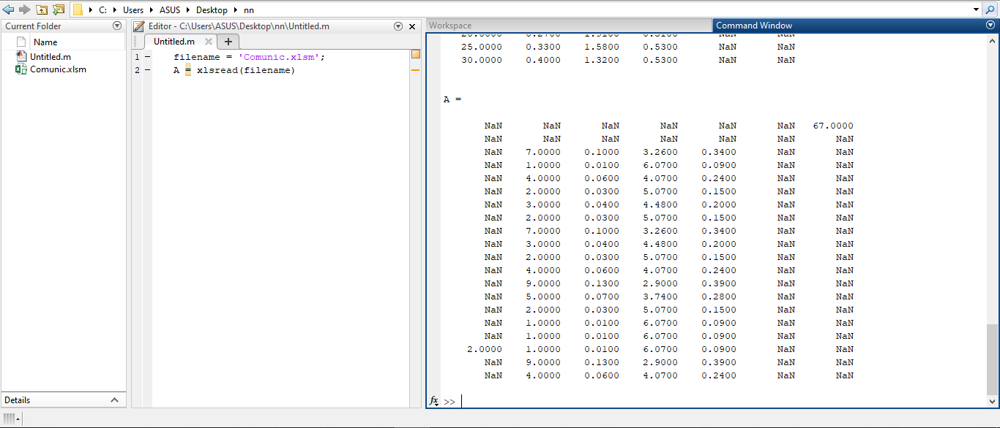 C: Users ASUS Desktop nn
Current Folder
Name
Untitled.m
Comunic.xlsm
Details
Editor - C:\Users\ASUS\Desktop\nn\Untitled.m
Untitled.m
1 - filename = 'Comunic.xlsm';
2 - A = xlsread(filename)
Workspace
Command Window
25.0000 0.3300 1.5800 0.5300 NaN NaN
30.0000 0.4000 1.3200 0.5300 NaN NaN
A =
NaN NaN NaN NaN NaN NaN 67.0000
NaN NaN NaN NaN NaN NaN NaN
NaN 7.0000 0.1000 3.2600 0.3400 NaN NaN
NaN 1.0000 0.0100 6.0700 0.0900 NaN NaN
NaN 4.0000 0.0600 4.0700 0.2400 NaN NaN
NaN 2.0000 0.0300 5.0700 0.1500 NaN NaN
NaN 3.0000 0.0400 4.4800 0.2000 NaN NaN
NaN 2.0000 0.0300 5.0700 0.1500 NaN NaN
NaN 7.0000 0.1000 3.2600 0.3400 NaN NaN
NaN 3.0000 0.0400 4.4800 0.2000 NaN NaN
NaN 2.0000 0.0300 5.0700 0.1500 NaN NaN
NaN 4.0000 0.0600 4.0700 0.2400 NaN NaN
NaN 9.0000 0.1300 2.9000 0.3900 NaN NaN
NaN 5.0000 0.0700 3.7400 0.2800 NaN NaN
NaN 2.0000 0.0300 5.0700 0.1500 NaN NaN
NaN 1.0000 0.0100 6.0700 0.0900 NaN NaN
NaN 1.0000 0.0100 6.0700 0.0900 NaN NaN
2.0000 1.0000 0.0100 6.0700 0.0900 NaN NaN
NaN 9.0000 0.1300 2.9000 0.3900 NaN NaN
NaN 4.0000 0.0600 4.0700 0.2400 NaN NaN
fx >>